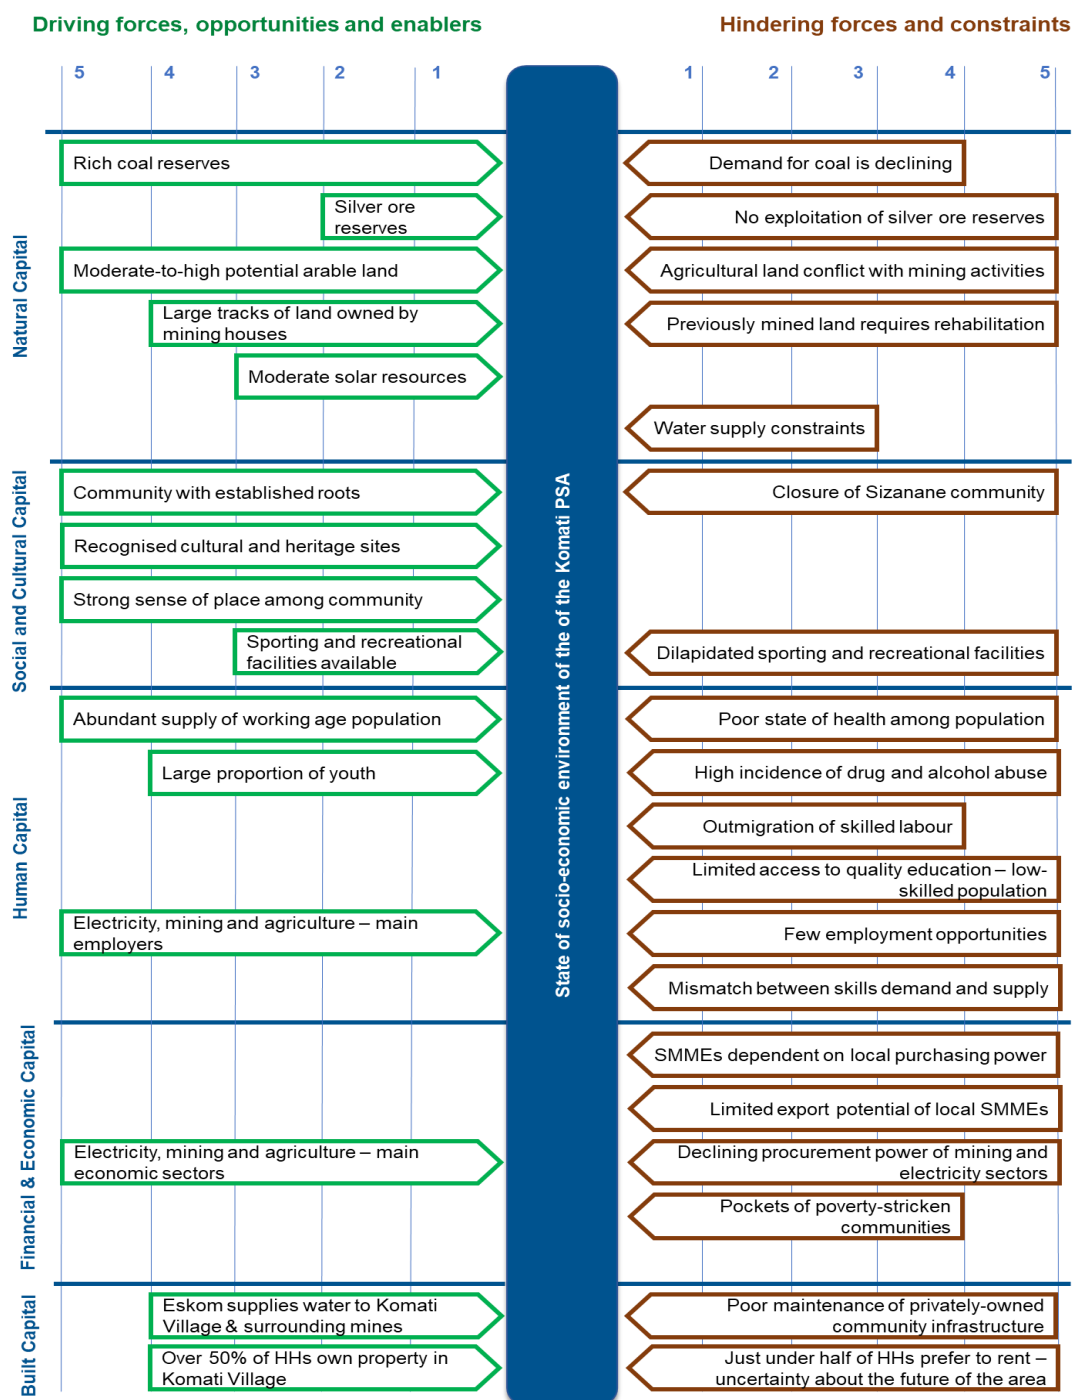 Driving forces, opportunities and enablers
Hindering forces and constraints
5 4 3 2 1
1 2 3 4 5
State of socio-economic environment of the of the Komati PSA
Natural Capital
Rich coal reserves
Demand for coal is declining
Silver ore
reserves
No exploitation of silver ore reserves
Moderate-to-high potential arable land
Agricultural land conflict with mining activities
Large tracks of land owned by
mining houses
Previously mined land requires rehabilitation
Moderate solar resources
Water supply constraints
Social and Cultural Capital
Community with established roots
Closure of Sizanane community
Recognised cultural and heritage sites
Strong sense of place among community
Sporting and recreational
facilities available
Dilapidated sporting and recreational facilities
Human Capital
Abundant supply of working age population
Poor state of health among population
Large proportion of youth
High incidence of drug and alcohol abuse
Outmigration of skilled labour
Limited access to quality education – low-
skilled population
Electricity, mining and agriculture – main
employers
Few employment opportunities
Mismatch between skills demand and supply
Financial & Economic Capital
SMMEs dependent on local purchasing power
Limited export potential of local SMMEs
Electricity, mining and agriculture – main
economic sectors
Declining procurement power of mining and
electricity sectors
Pockets of poverty-stricken
communities
Built Capital
Eskom supplies water to Komati
Village & surrounding mines
Poor maintenance of privately-owned
community infrastructure
Over 50% of HHs own property in
Komati Village
Just under half of HHs prefer to rent –
uncertainty about the future of the area